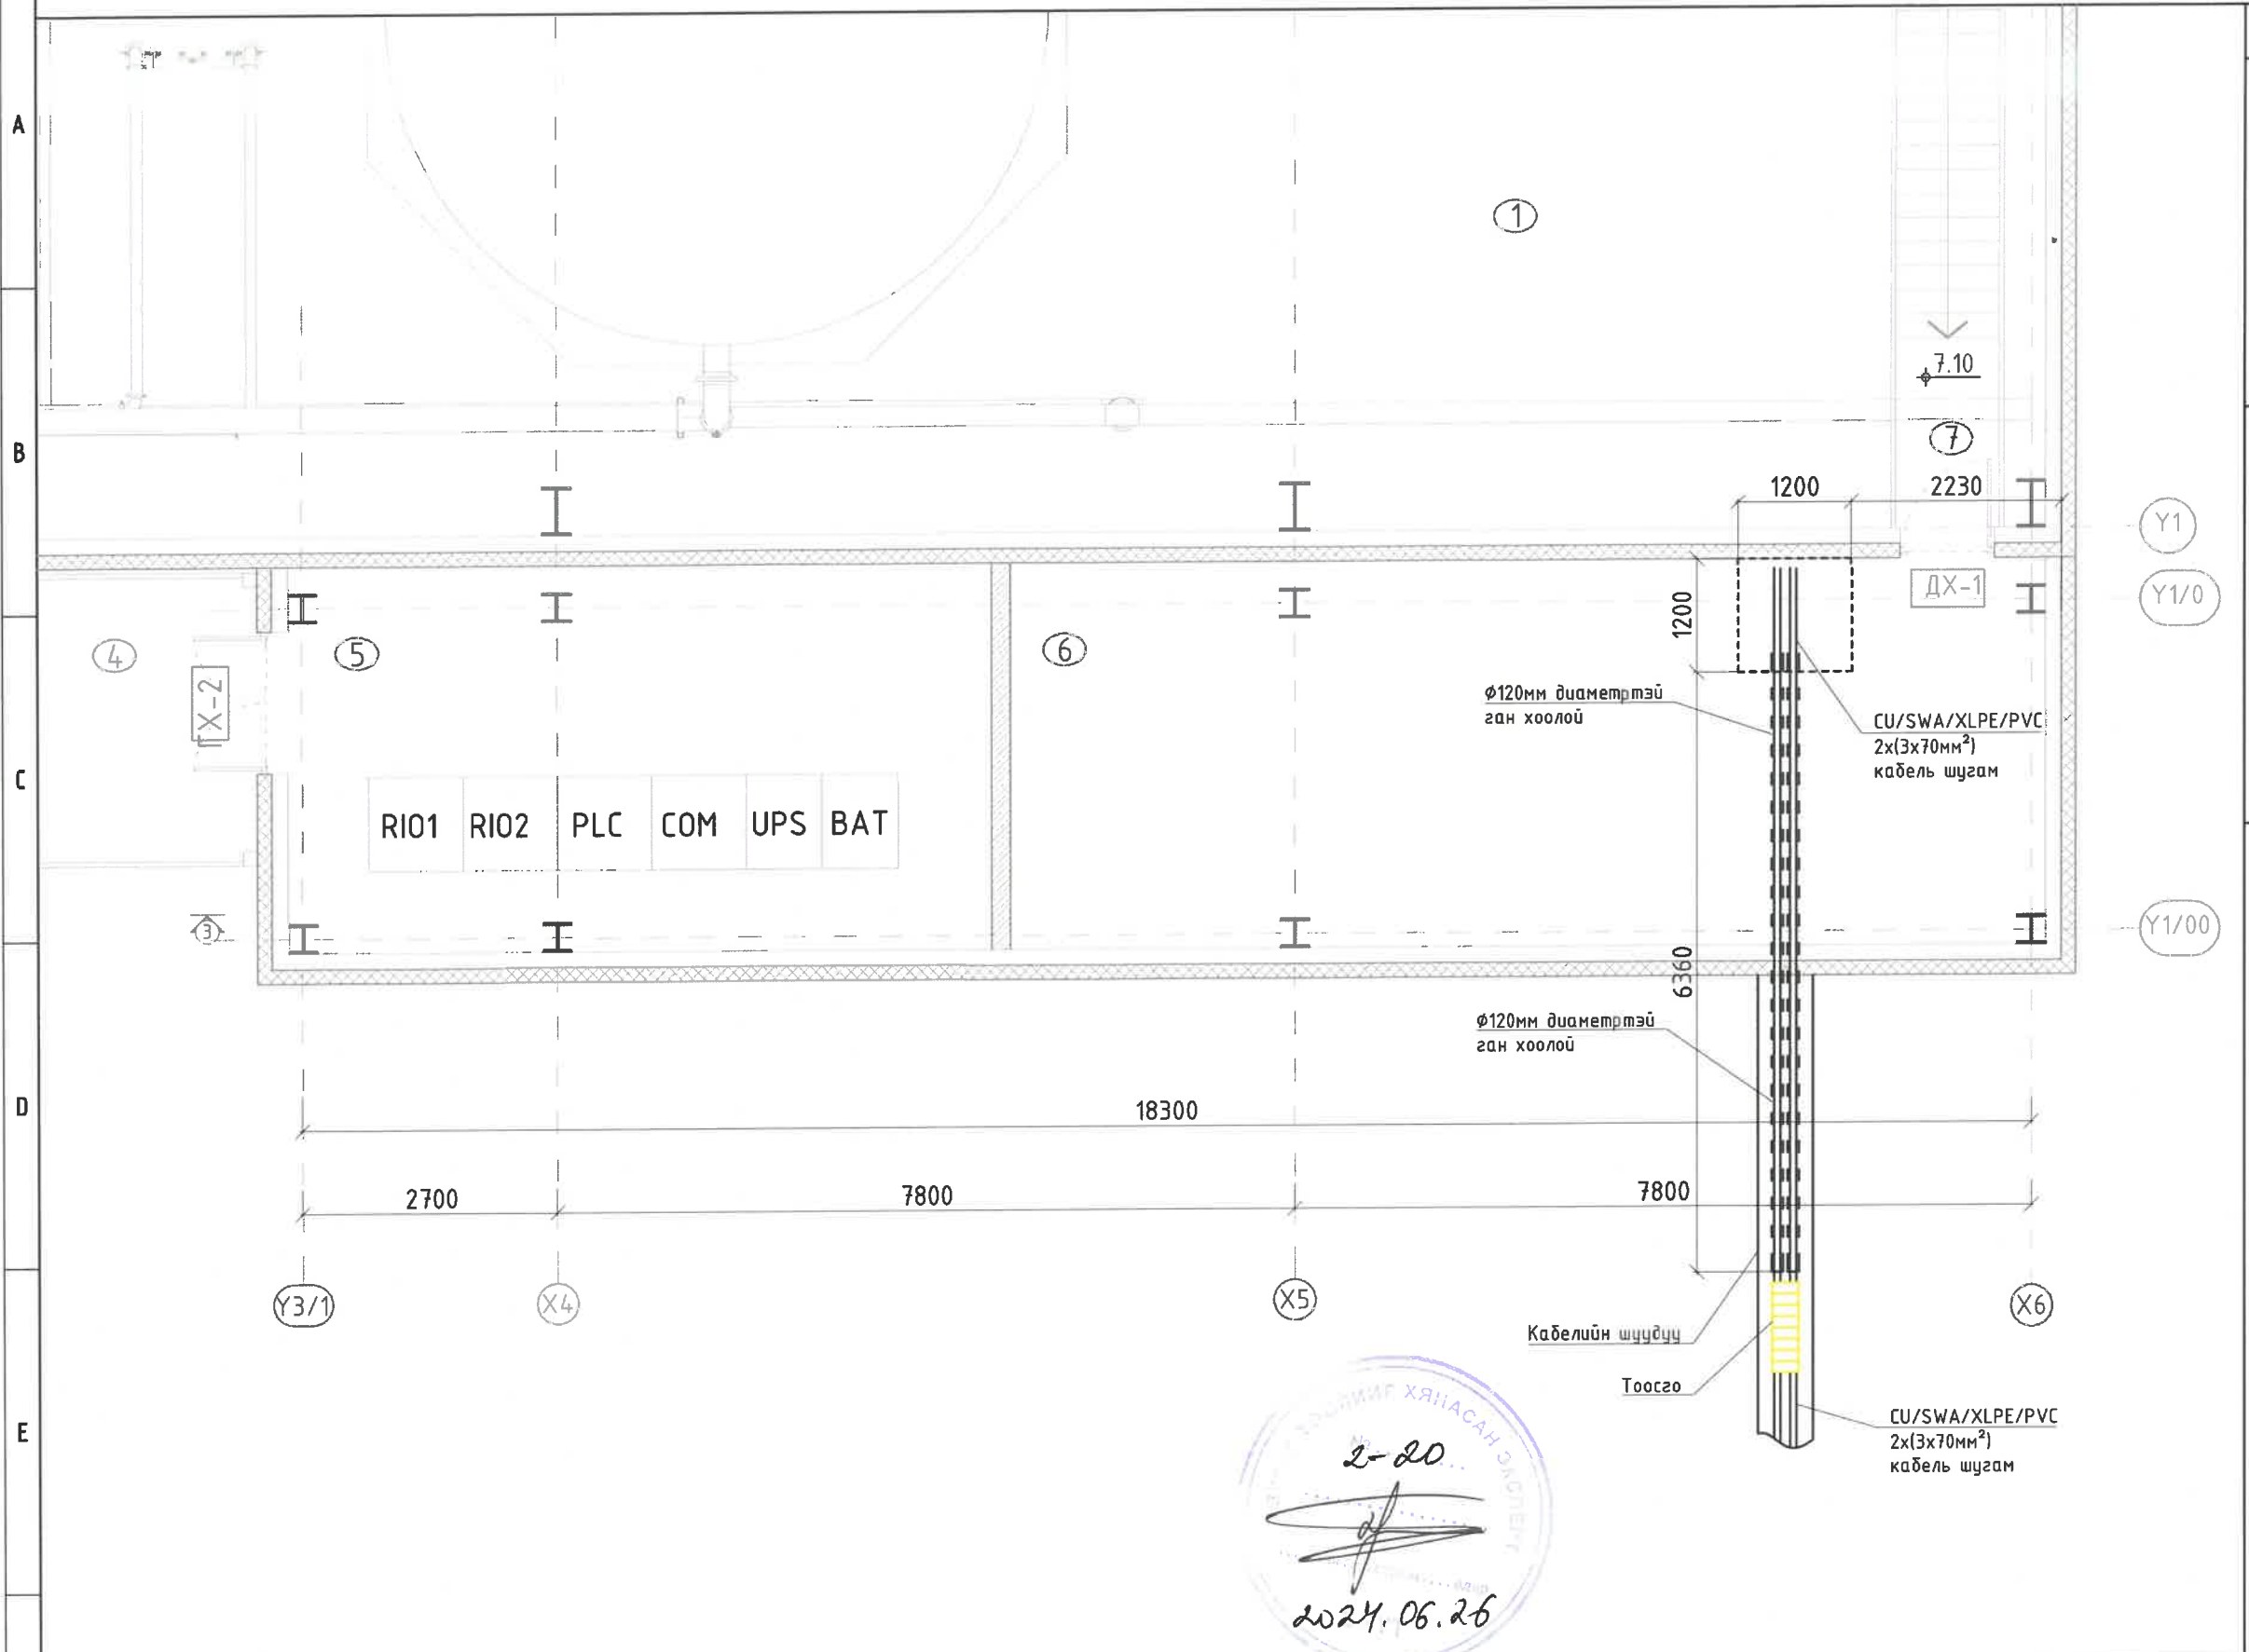 A
1
7.10
B
7
1200
2230
Y1
ДХ-1
Y1/0
1200
4
5
6
ГХ-2
ф120мм диаметртэй
ган хоолой
CU/SWA/XLPE/PVC
2x(3x70мм²)
кабель шугам
C
RIO1 RIO2 PLC COM UPS BAT
3
Y1/00
6360
ф120мм диаметртэй
ган хоолой
D
18300
2700
7800
7800
Y3/1
X4
X5
X6
Кабелийн шуудуу
Тоосго
ХЯНАСАН ЭКСПЕРТ
CU/SWA/XLPE/PVC
2x(3x70мм²)
кабель шугам
E
2-20
2024.06.26